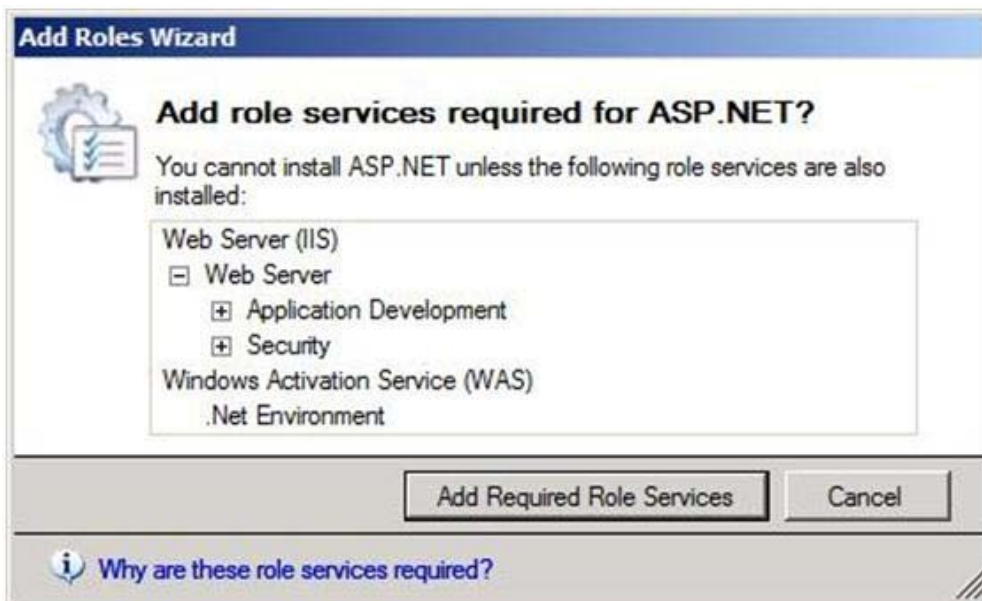 Add Roles Wizard
Add role services required for ASP.NET?
You cannot install ASP.NET unless the following role services are also
installed:
Web Server (IIS)
Web Server
Application Development
Security
Windows Activation Service (WAS)
.Net Environment
Add Required Role Services
Cancel
Why are these role services required?